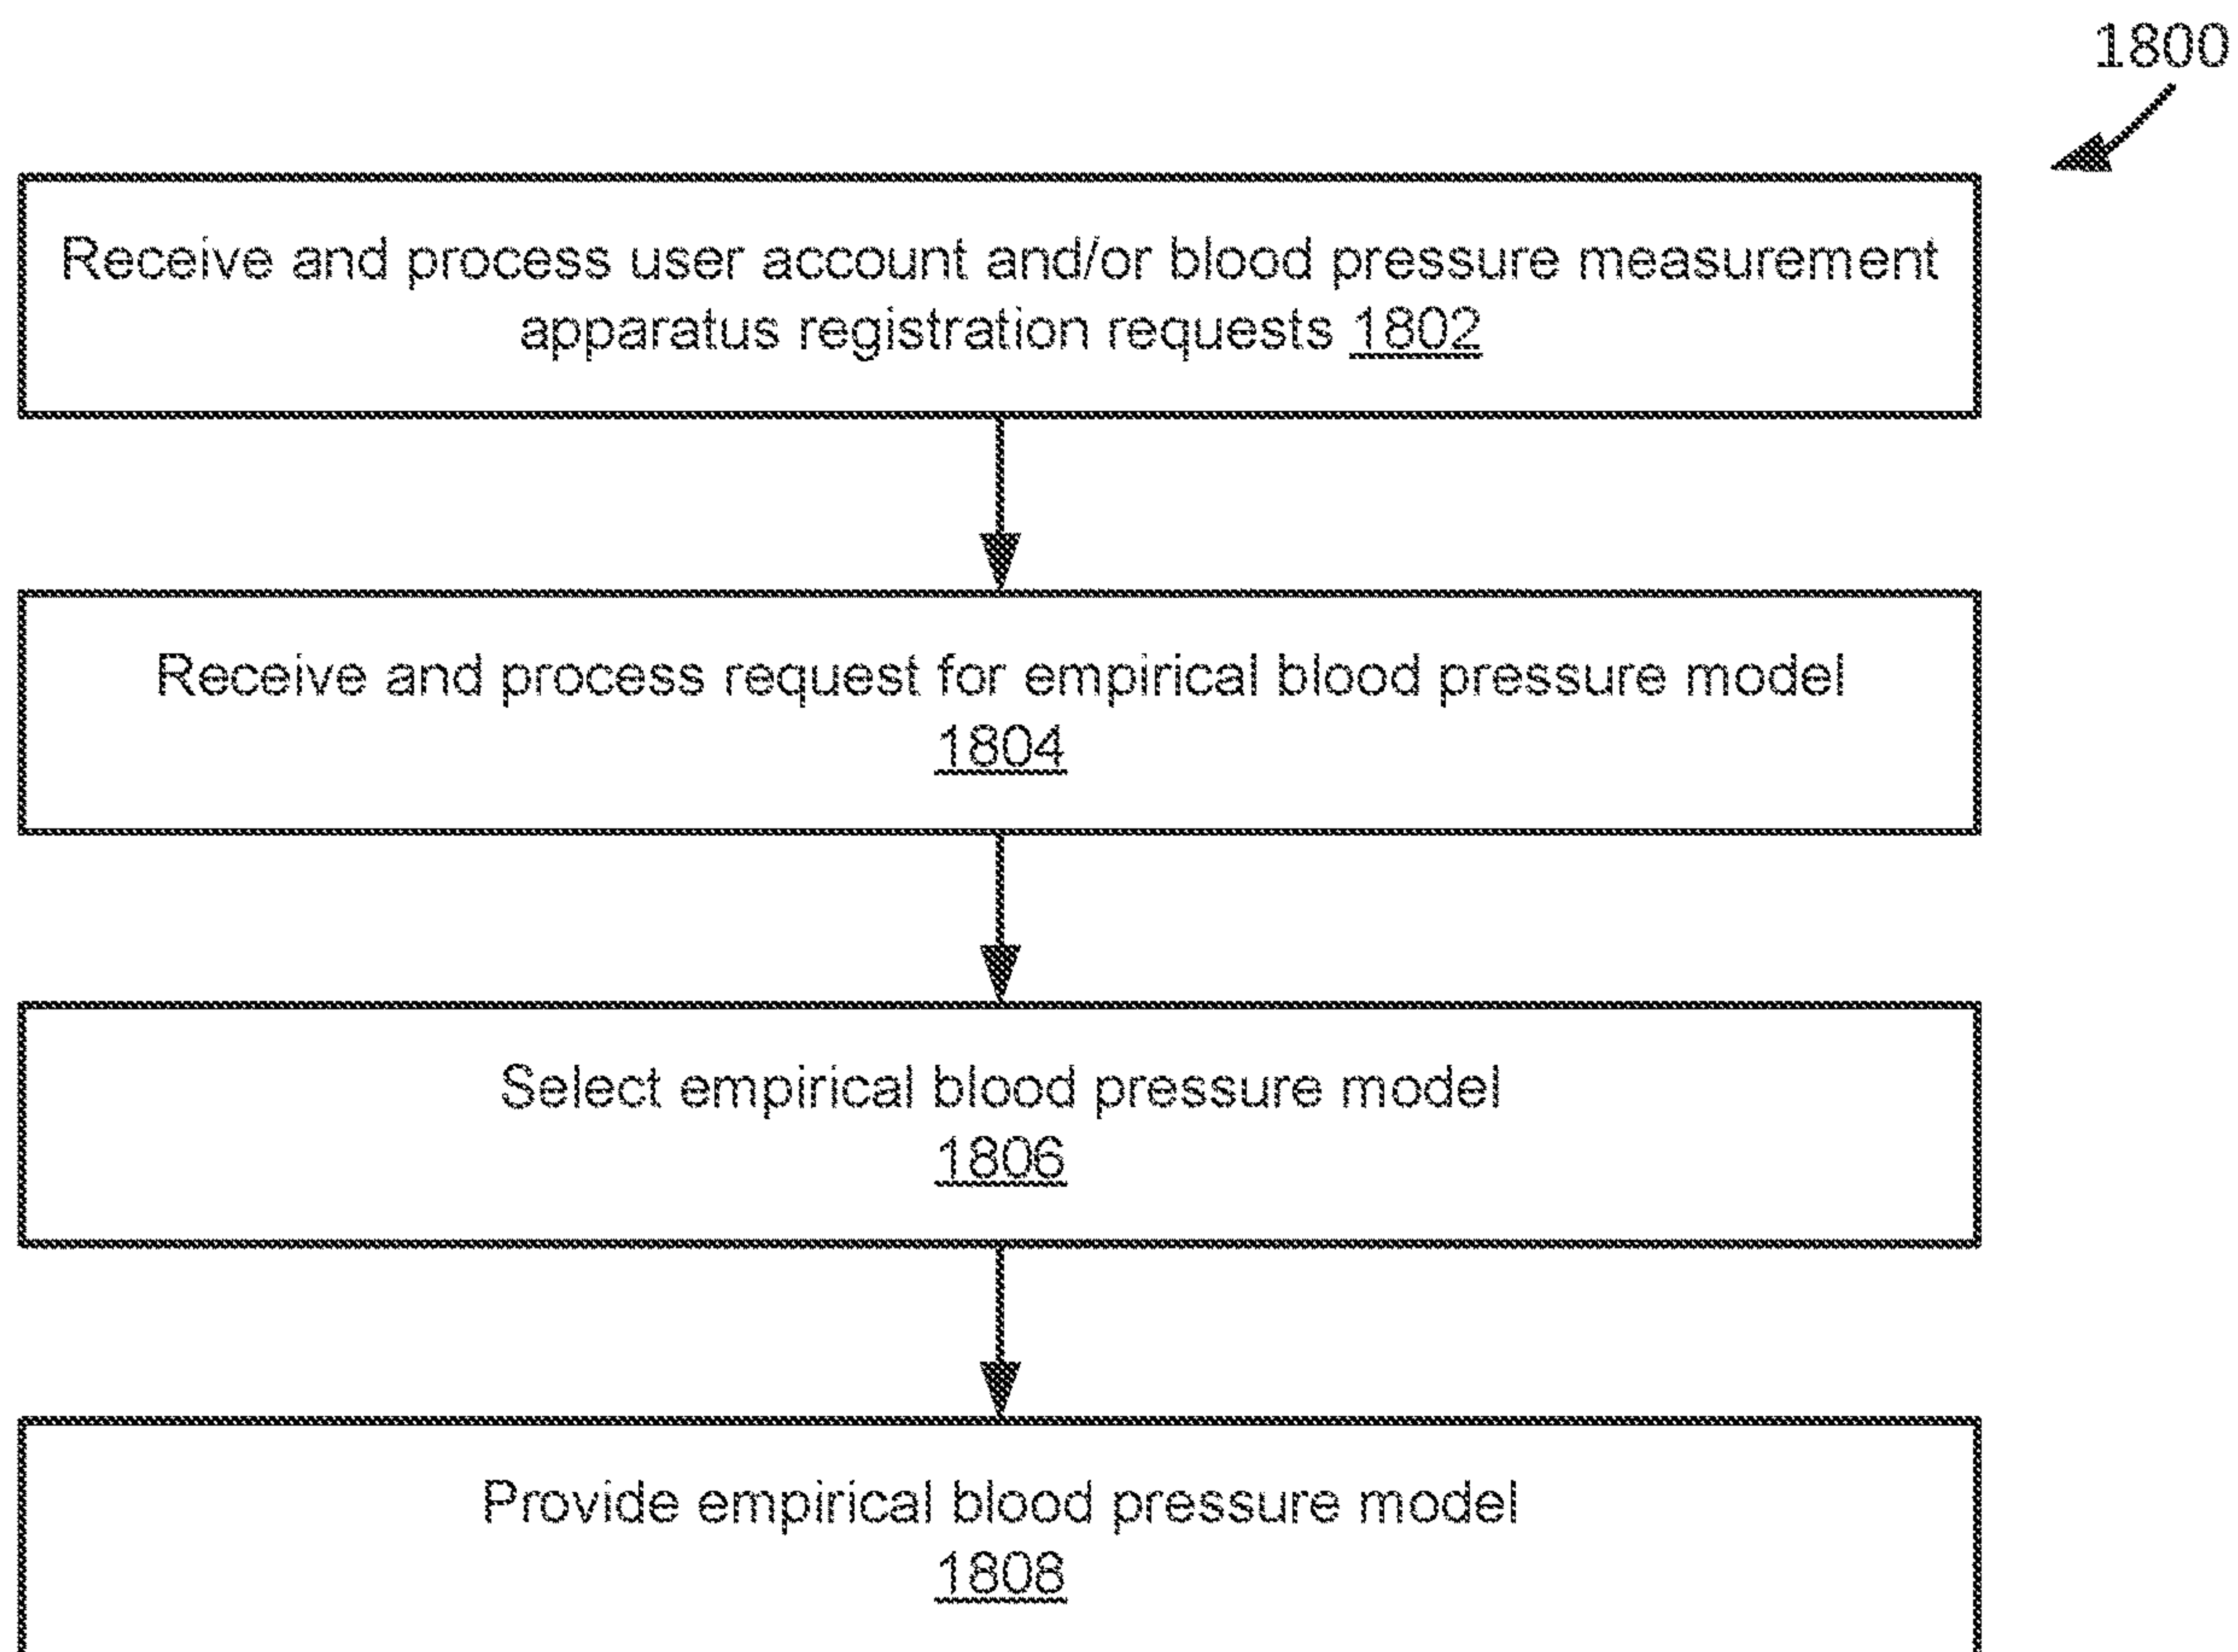 1800
Receive and process user account and/or blood pressure measurement
apparatus registration requests 1802
Receive and process request for empirical blood pressure model
1804
Select empirical blood pressure model
1806
Provide empirical blood pressure model
1808